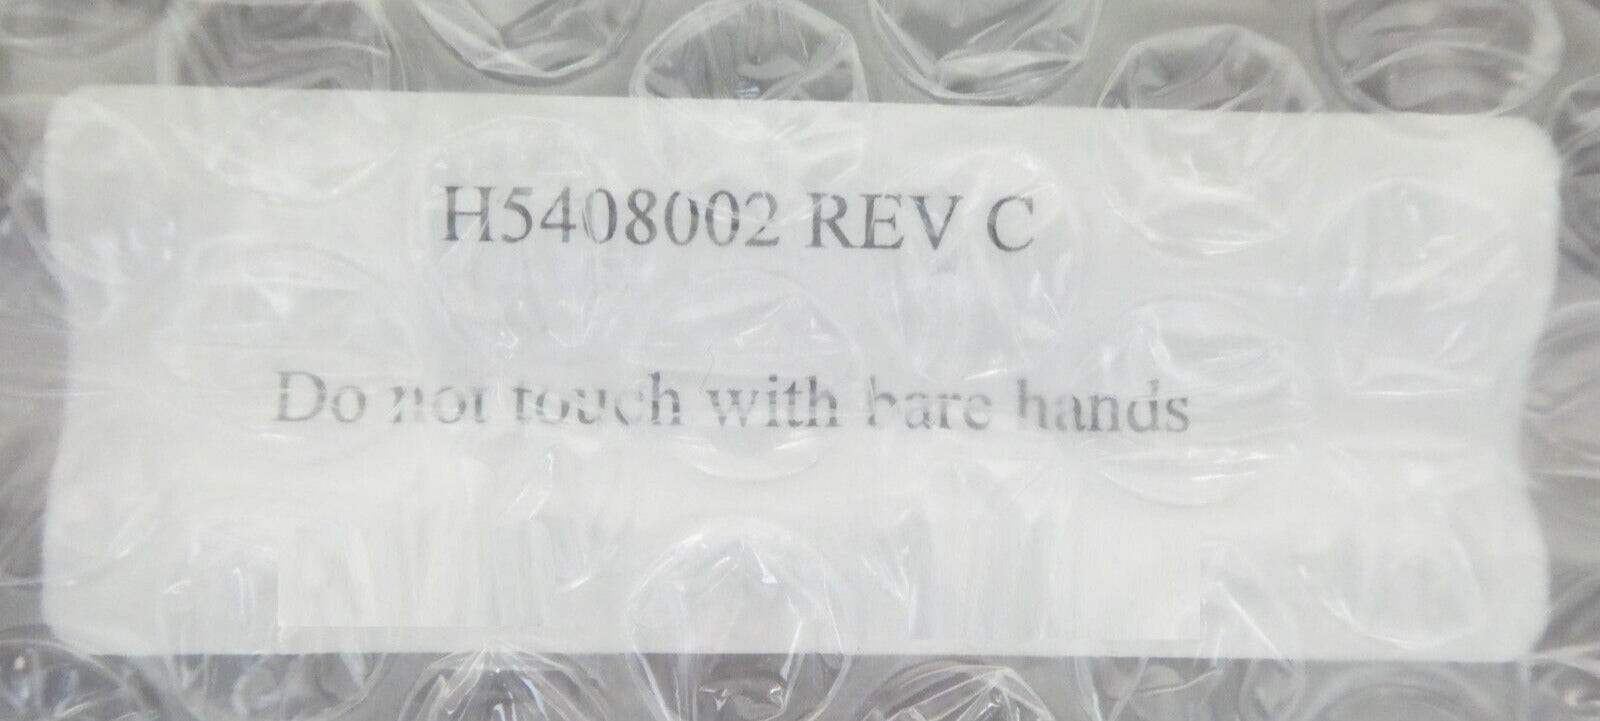 H5408002 REV C
Do not touch with bare hands